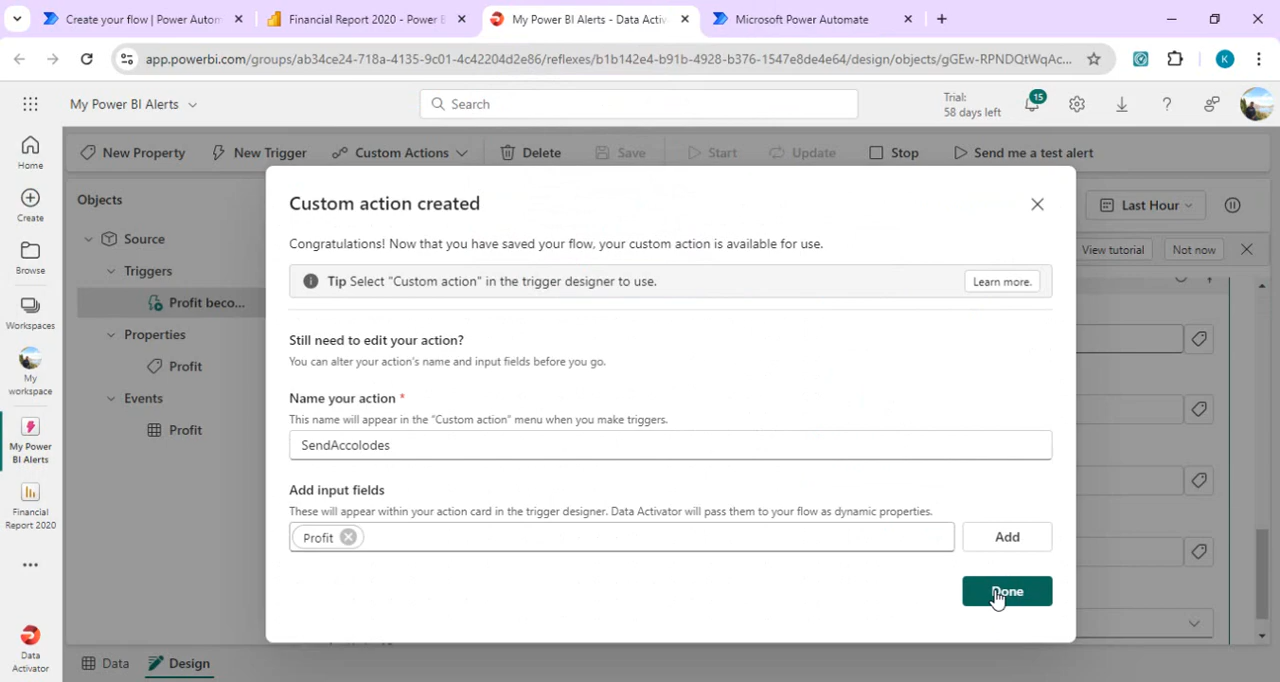 Create your flow | Power Autom
Financial Report 2020 - Power B
My Power BI Alerts - Data Activ
Microsoft Power Automate
app.powerbi.com/groups/ab34ce24-718a-4135-9c01-4c42204d2e86/reflexes/b1b142e4-b91b-4928-b376-1547e8de4e64/design/objects/gGEw-RPNDQtWqAc...
K
My Power BI Alerts
Search
Trial:
58 days left
15
Home
Create
Browse
Workspaces
My
workspace
My Power
BI Alerts
Financial
Report 2020
Data
Activator
New Property
New Trigger
Custom Actions
Delete
Save
Start
Update
Stop
Send me a test alert
Objects
Source
Triggers
Profit beco...
Properties
Profit
Events
Profit
Last Hour
View tutorial
Not now
Custom action created
Congratulations! Now that you have saved your flow, your custom action is available for use.
Tip Select "Custom action" in the trigger designer to use.
Learn more.
Still need to edit your action?
You can alter your action's name and input fields before you go.
Name your action *
This name will appear in the "Custom action" menu when you make triggers.
SendAccolodes
Add input fields
These will appear within your action card in the trigger designer. Data Activator will pass them to your flow as dynamic properties.
Profit
Add
Done
Data
Design